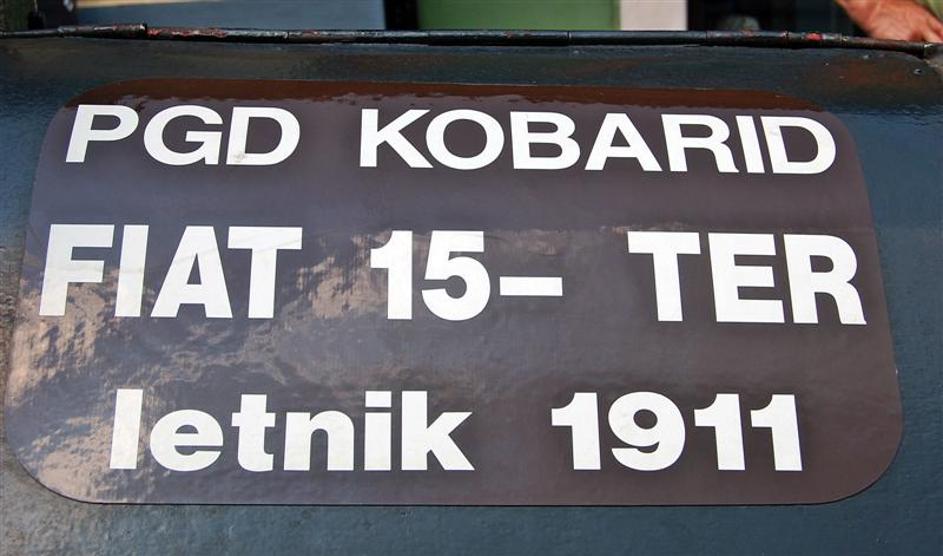 PGD KOBARID
FIAT 15- TER
letnik 1911